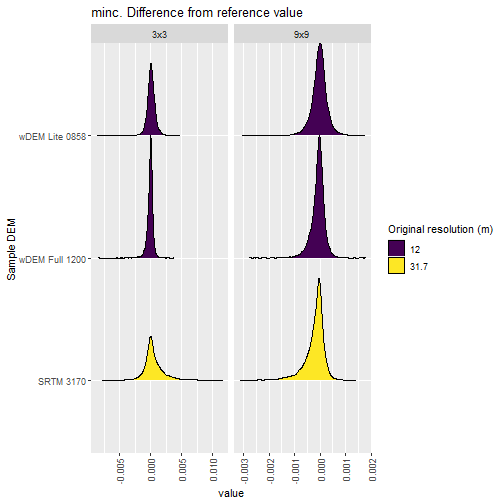 minc. Difference from reference value
3x3
9x9
wDEM Lite 0858
wDEM Full 1200
SRTM 3170
Sample DEM
-0.005
0.000
0.005
0.010
-0.003
-0.002
-0.001
0.000
0.001
0.002
value
Original resolution (m)
12
31.7